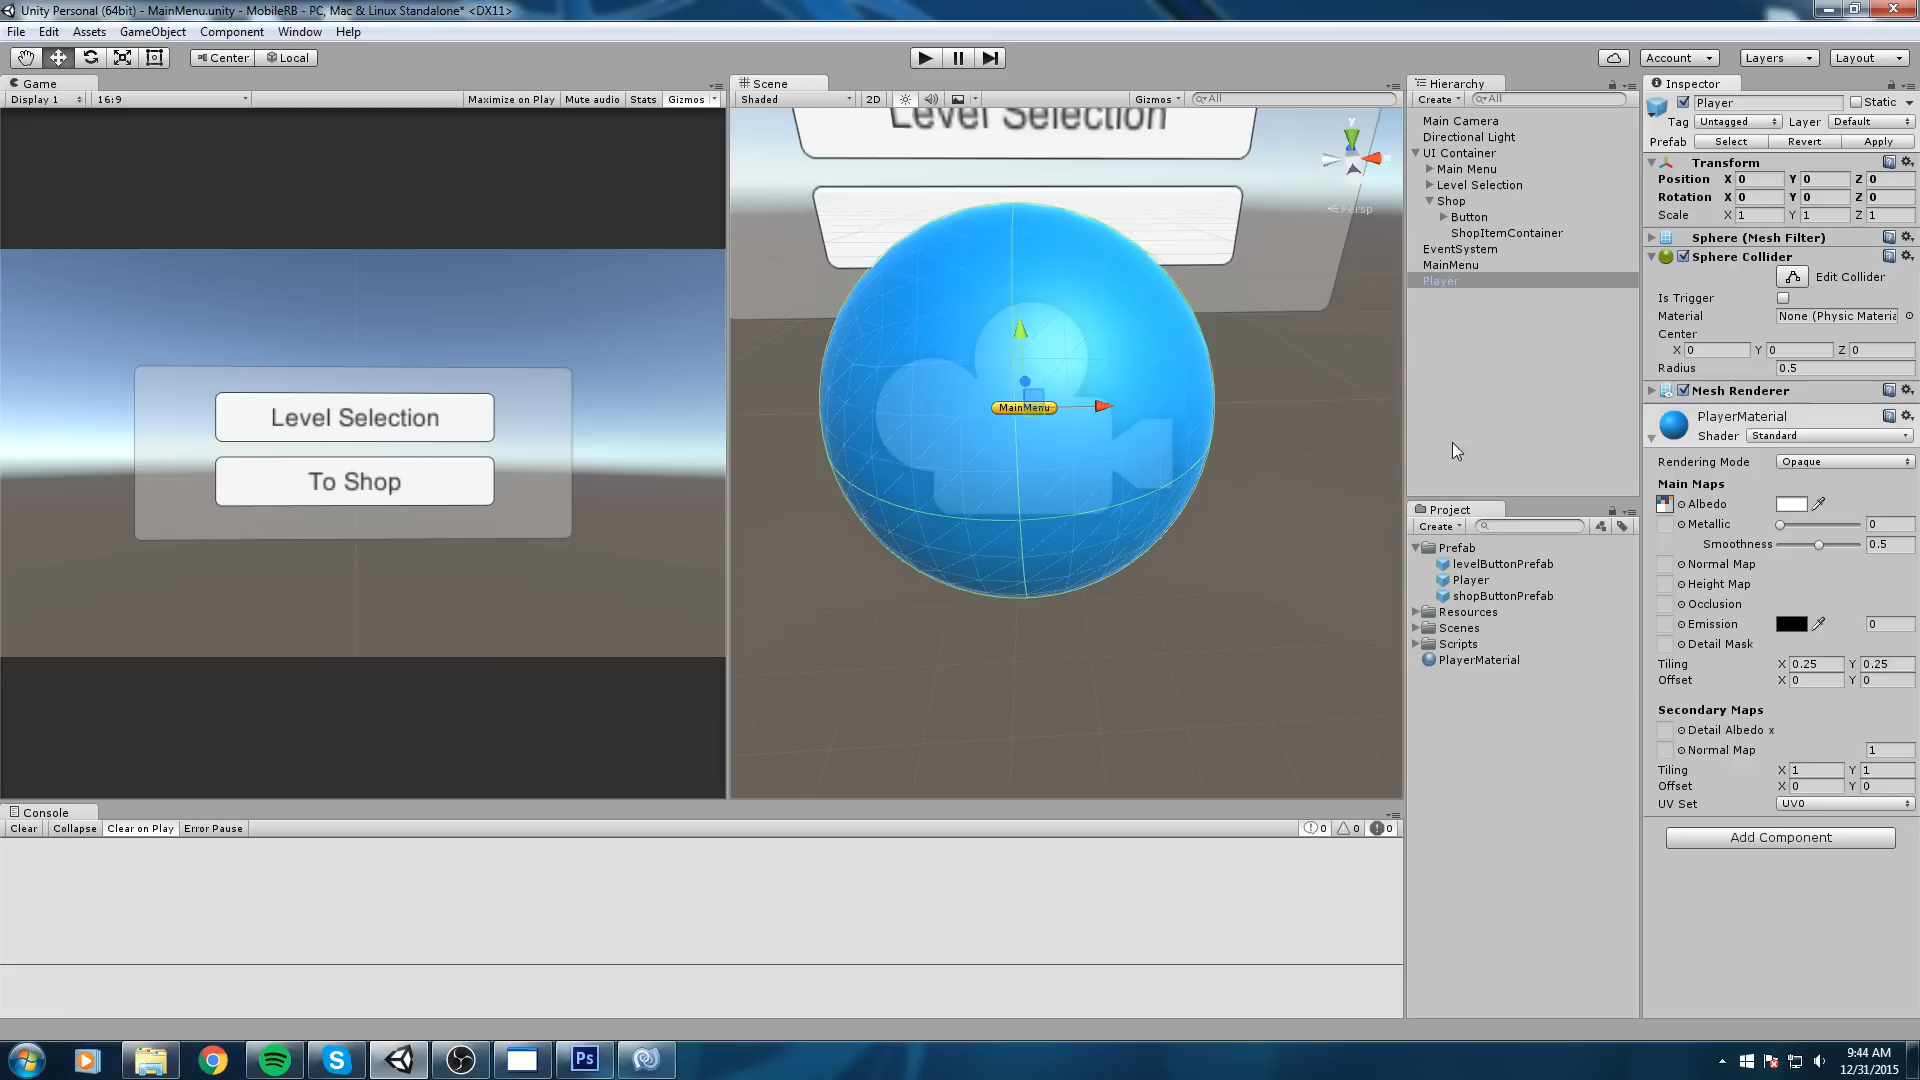 Unity Personal (64bit) - MainMenu.unity - MobileRB - PC, Mac & Linux Standalone* <DX11>
File Edit Assets GameObject Component Window Help
Center Local Account Layers Layout
Game
Display 1 16:9 Maximize on Play Mute audio Stats Gizmos
Level Selection
To Shop
Scene
Shaded 2D Gizmos All
Level Selection
y
Persp
MainMenu
Hierarchy
Create All
Main Camera
Directional Light
UI Container
Main Menu
Level Selection
Shop
Button
ShopItemContainer
EventSystem
MainMenu
Player
Project
Create
Prefab
levelButtonPrefab
Player
shopButtonPrefab
Resources
Scenes
Scripts
PlayerMaterial
Inspector
Player Static
Tag Untagged Layer Default
Prefab Select Revert Apply
Transform
Position X 0 Y 0 Z 0
Rotation X 0 Y 0 Z 0
Scale X 1 Y 1 Z 1
Sphere (Mesh Filter)
Sphere Collider
Edit Collider
Is Trigger
Material None (Physic Materia
Center
X 0 Y 0 Z 0
Radius 0.5
Mesh Renderer
PlayerMaterial
Shader Standard
Rendering Mode Opaque
Main Maps
Albedo
Metallic 0
Smoothness 0.5
Normal Map
Height Map
Occlusion
Emission 0
Detail Mask
Tiling X 0.25 Y 0.25
Offset X 0 Y 0
Secondary Maps
Detail Albedo x
Normal Map 1
Tiling X 1 Y 1
Offset X 0 Y 0
UV Set UV0
Add Component
Console
Clear Collapse Clear on Play Error Pause 0 0 0
Ps
9:44 AM
12/31/2015